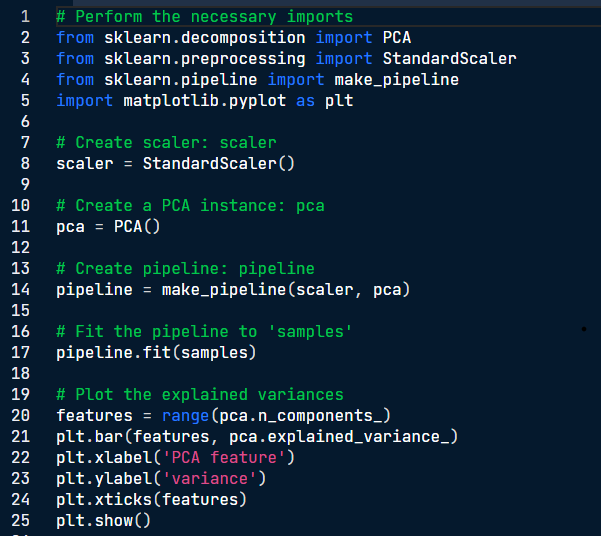 1 # Perform the necessary imports
2 from sklearn.decomposition import PCA
3 from sklearn.preprocessing import StandardScaler
4 from sklearn.pipeline import make_pipeline
5 import matplotlib.pyplot as plt
6
7 # Create scaler: scaler
8 scaler = StandardScaler()
9
10 # Create a PCA instance: pca
11 pca = PCA()
12
13 # Create pipeline: pipeline
14 pipeline = make_pipeline(scaler, pca)
15
16 # Fit the pipeline to 'samples'
17 pipeline.fit(samples)
18
19 # Plot the explained variances
20 features = range(pca.n_components_)
21 plt.bar(features, pca.explained_variance_)
22 plt.xlabel('PCA feature')
23 plt.ylabel('variance')
24 plt.xticks(features)
25 plt.show()